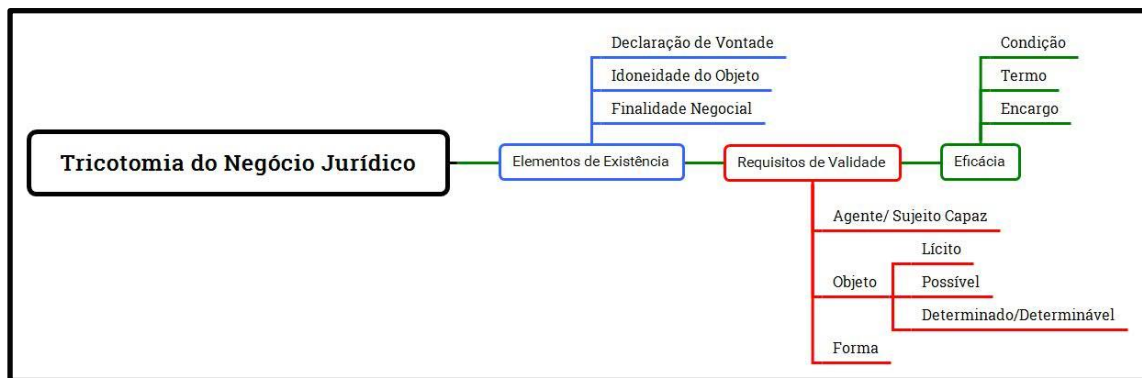 Tricotomia do Negócio Jurídico
Elementos de Existência
Declaração de Vontade
Idoneidade do Objeto
Finalidade Negocial
Requisitos de Validade
Agente/ Sujeito Capaz
Objeto
Lícito
Possível
Determinado/Determinável
Forma
Eficácia
Condição
Termo
Encargo